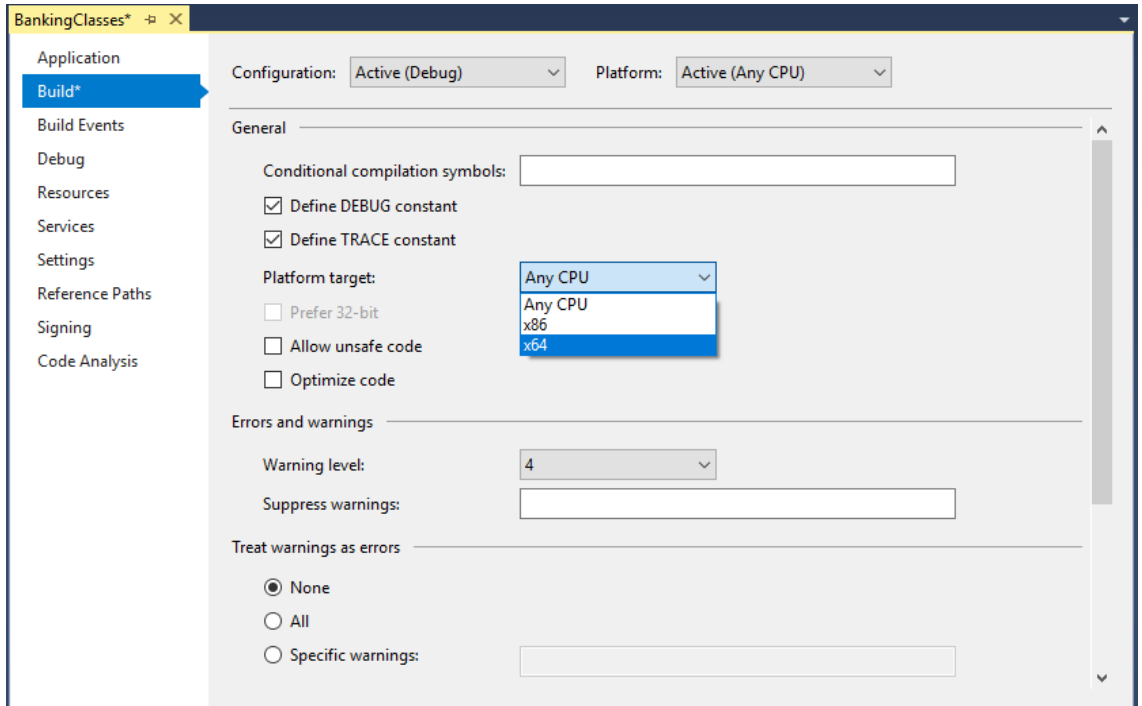 BankingClasses*
Application
Build*
Build Events
Debug
Resources
Services
Settings
Reference Paths
Signing
Code Analysis
Configuration: Active (Debug) Platform: Active (Any CPU)
General
Conditional compilation symbols:
Define DEBUG constant
Define TRACE constant
Platform target: Any CPU
Any CPU
x86
x64
Prefer 32-bit
Allow unsafe code
Optimize code
Errors and warnings
Warning level: 4
Suppress warnings:
Treat warnings as errors
None
All
Specific warnings: